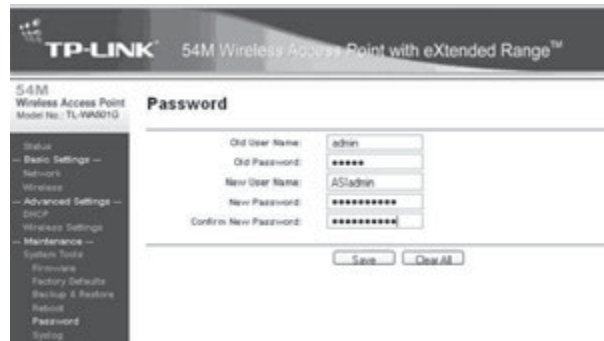 TP-LINK®
54M Wireless Access Point with eXtended Range™
54M
Wireless Access Point
Model No.: TL-WA501G
Status
— Basic Settings —
Network
Wireless
— Advanced Settings —
DHCP
Wireless Settings
— Maintenance —
System Tools
Firmware
Factory Defaults
Backup & Restore
Reboot
Password
Syslog
Password
Old User Name: admin
Old Password: •••••
New User Name: ASIadmin
New Password: ••••••••••
Confirm New Password: ••••••••••
Save Clear All